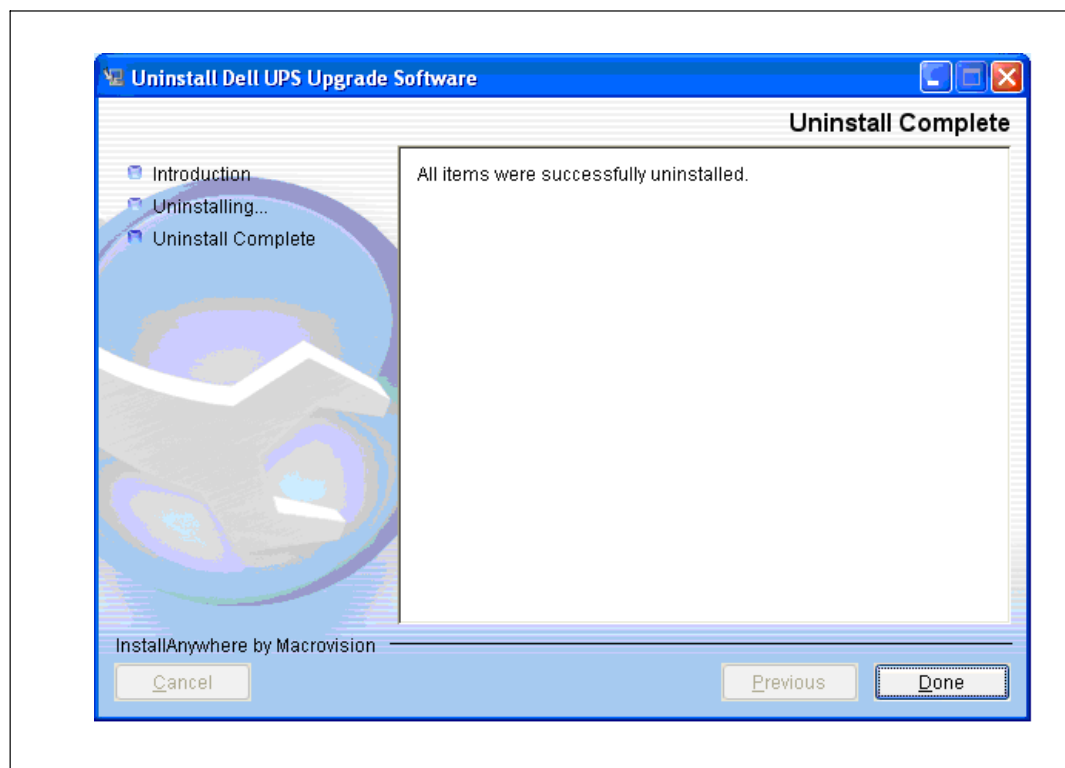 Uninstall Dell UPS Upgrade Software
Uninstall Complete
Introduction
Uninstalling...
Uninstall Complete
All items were successfully uninstalled.
InstallAnywhere by Macrovision
Cancel
Previous
Done